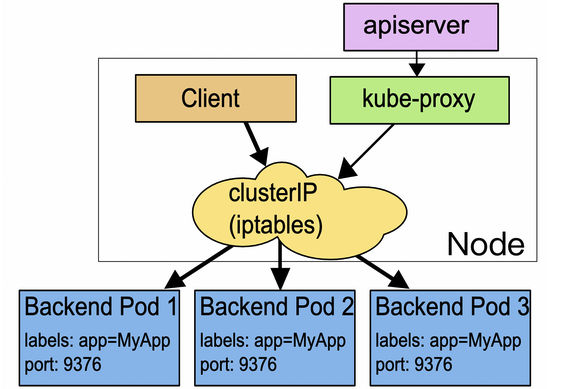 apiserver
Client
kube-proxy
clusterIP
(iptables)
Node
Backend Pod 1
labels: app=MyApp
port: 9376
Backend Pod 2
labels: app=MyApp
port: 9376
Backend Pod 3
labels: app=MyApp
port: 9376